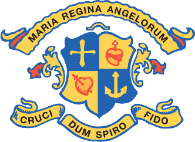 MARIA REGINA ANGELORUM
CRUCI DUM SPIRO FIDO